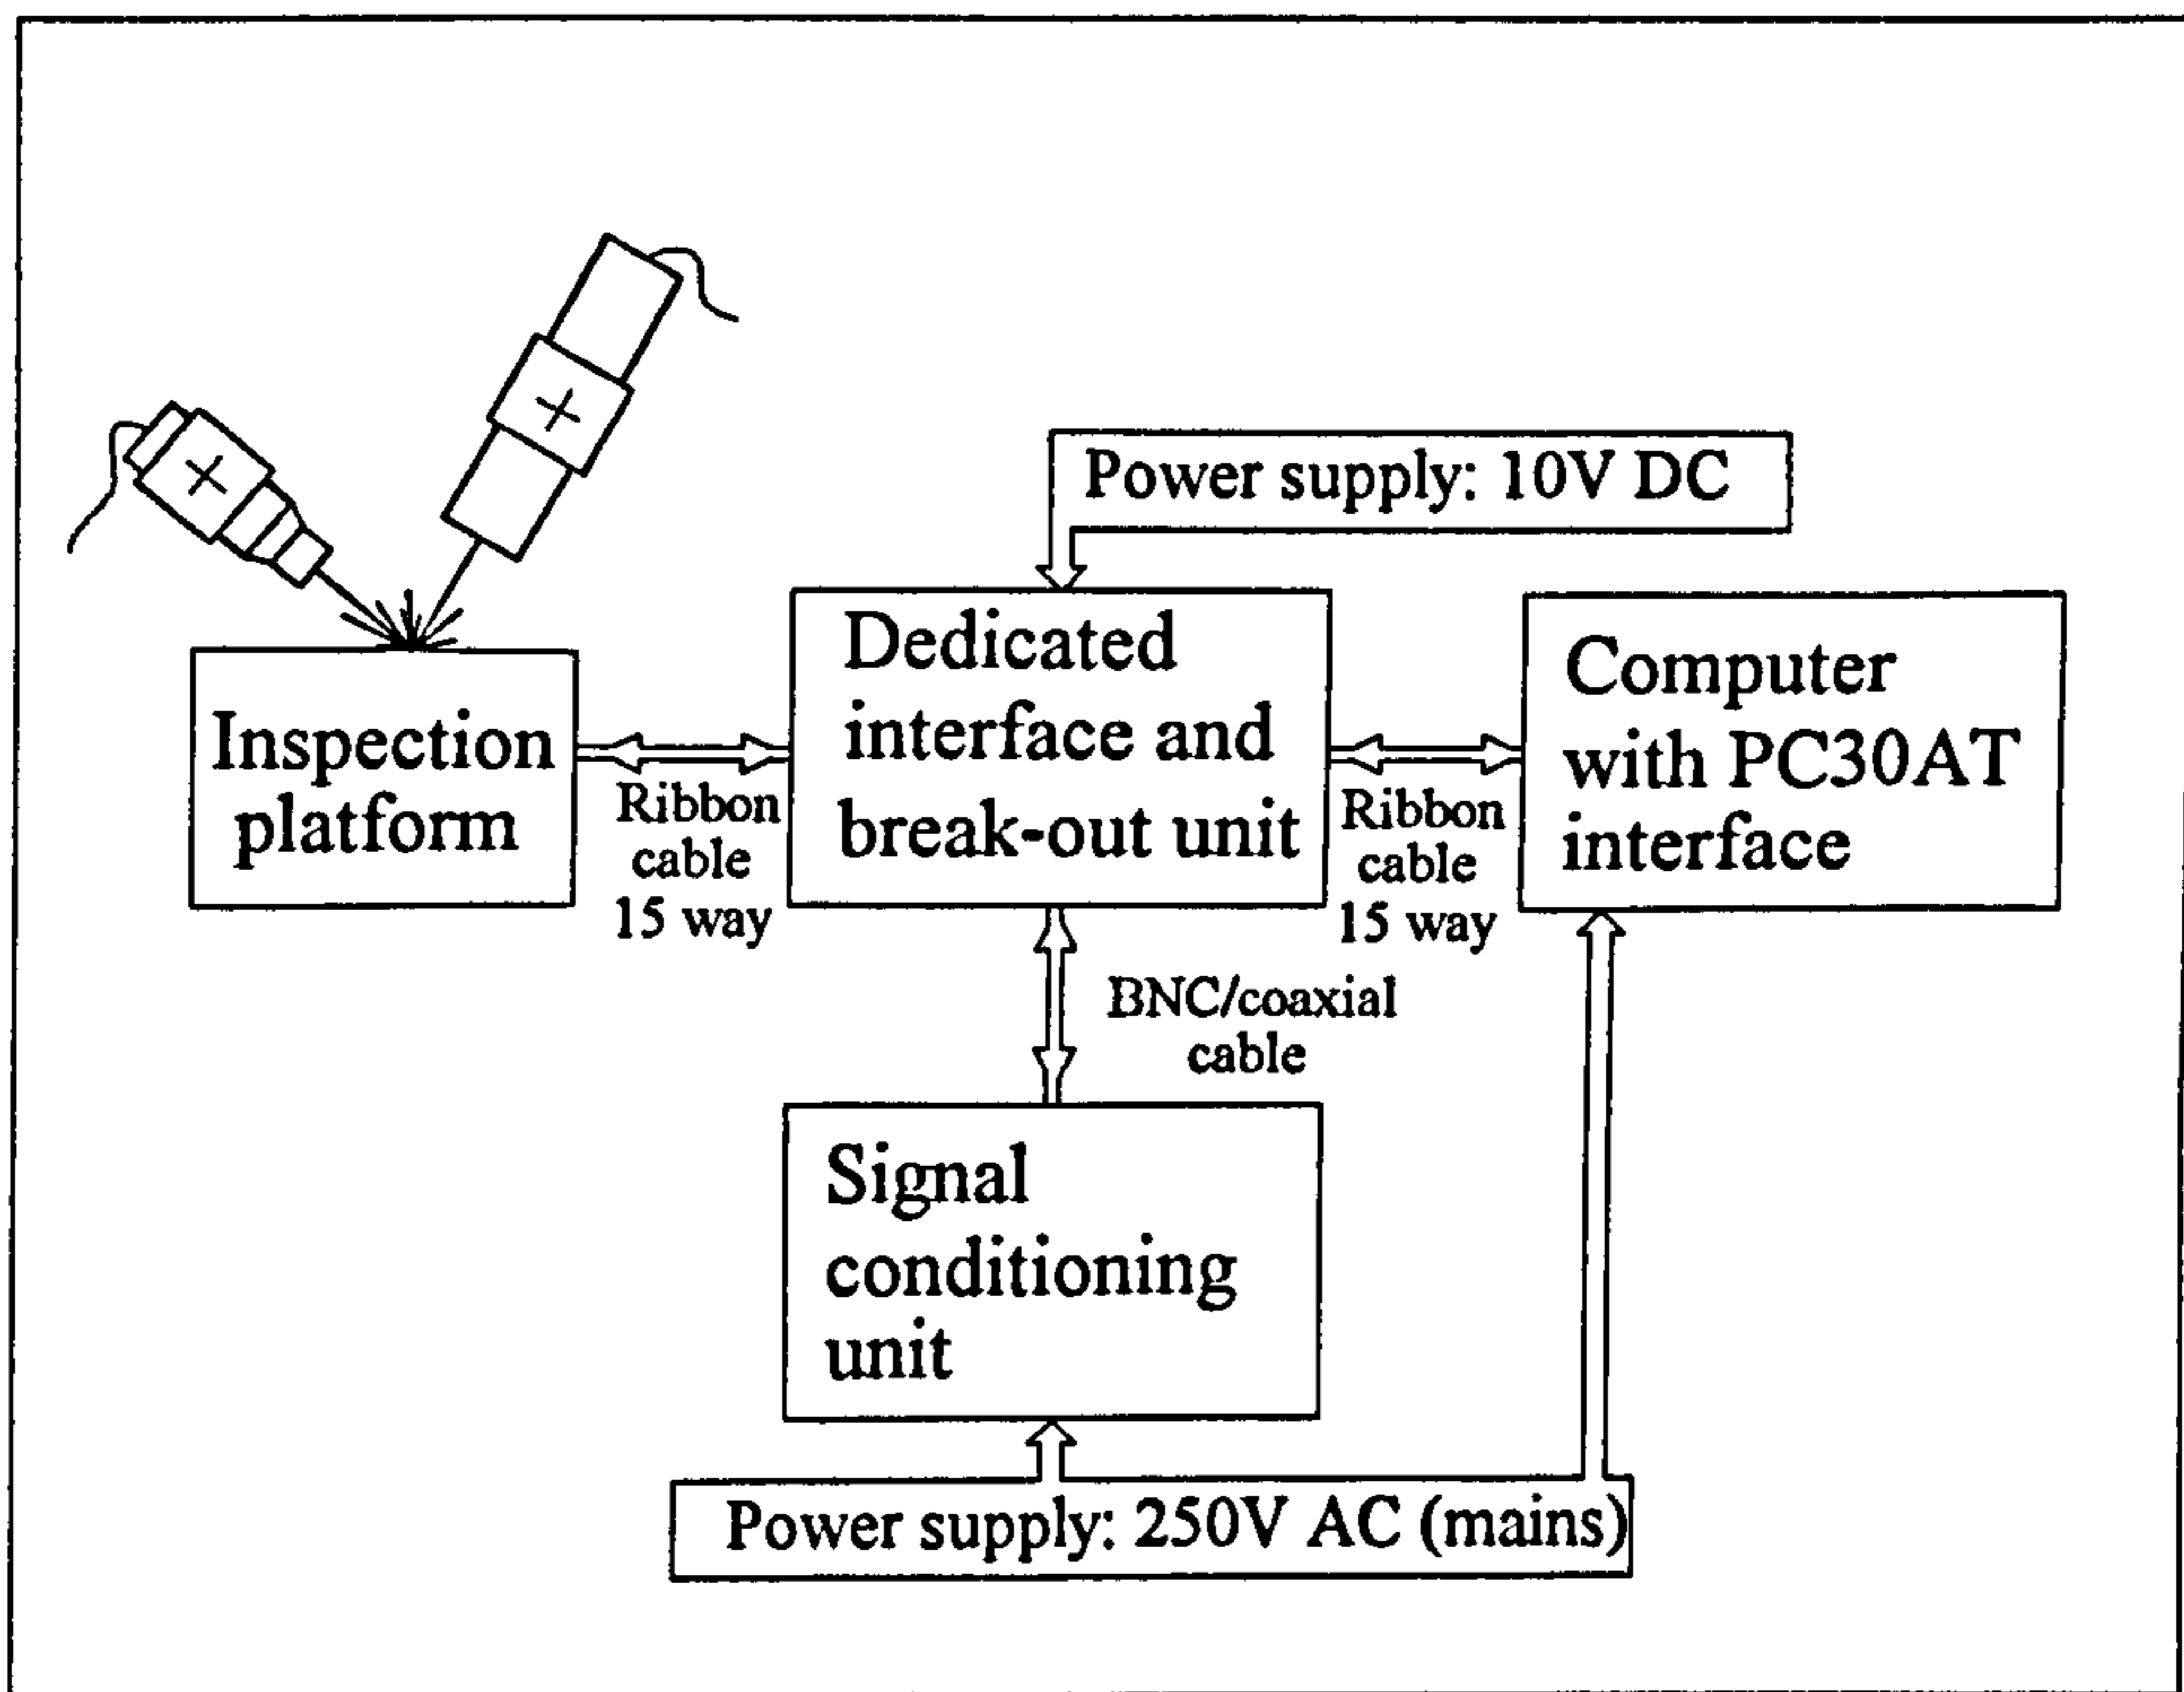 Power supply: 10V DC
Inspection
platform
Ribbon
cable
15 way
Dedicated
interface and
break-out unit
Ribbon
cable
15 way
Computer
with PC30AT
interface
BNC/coaxial
cable
Signal
conditioning
unit
Power supply: 250V AC (mains)